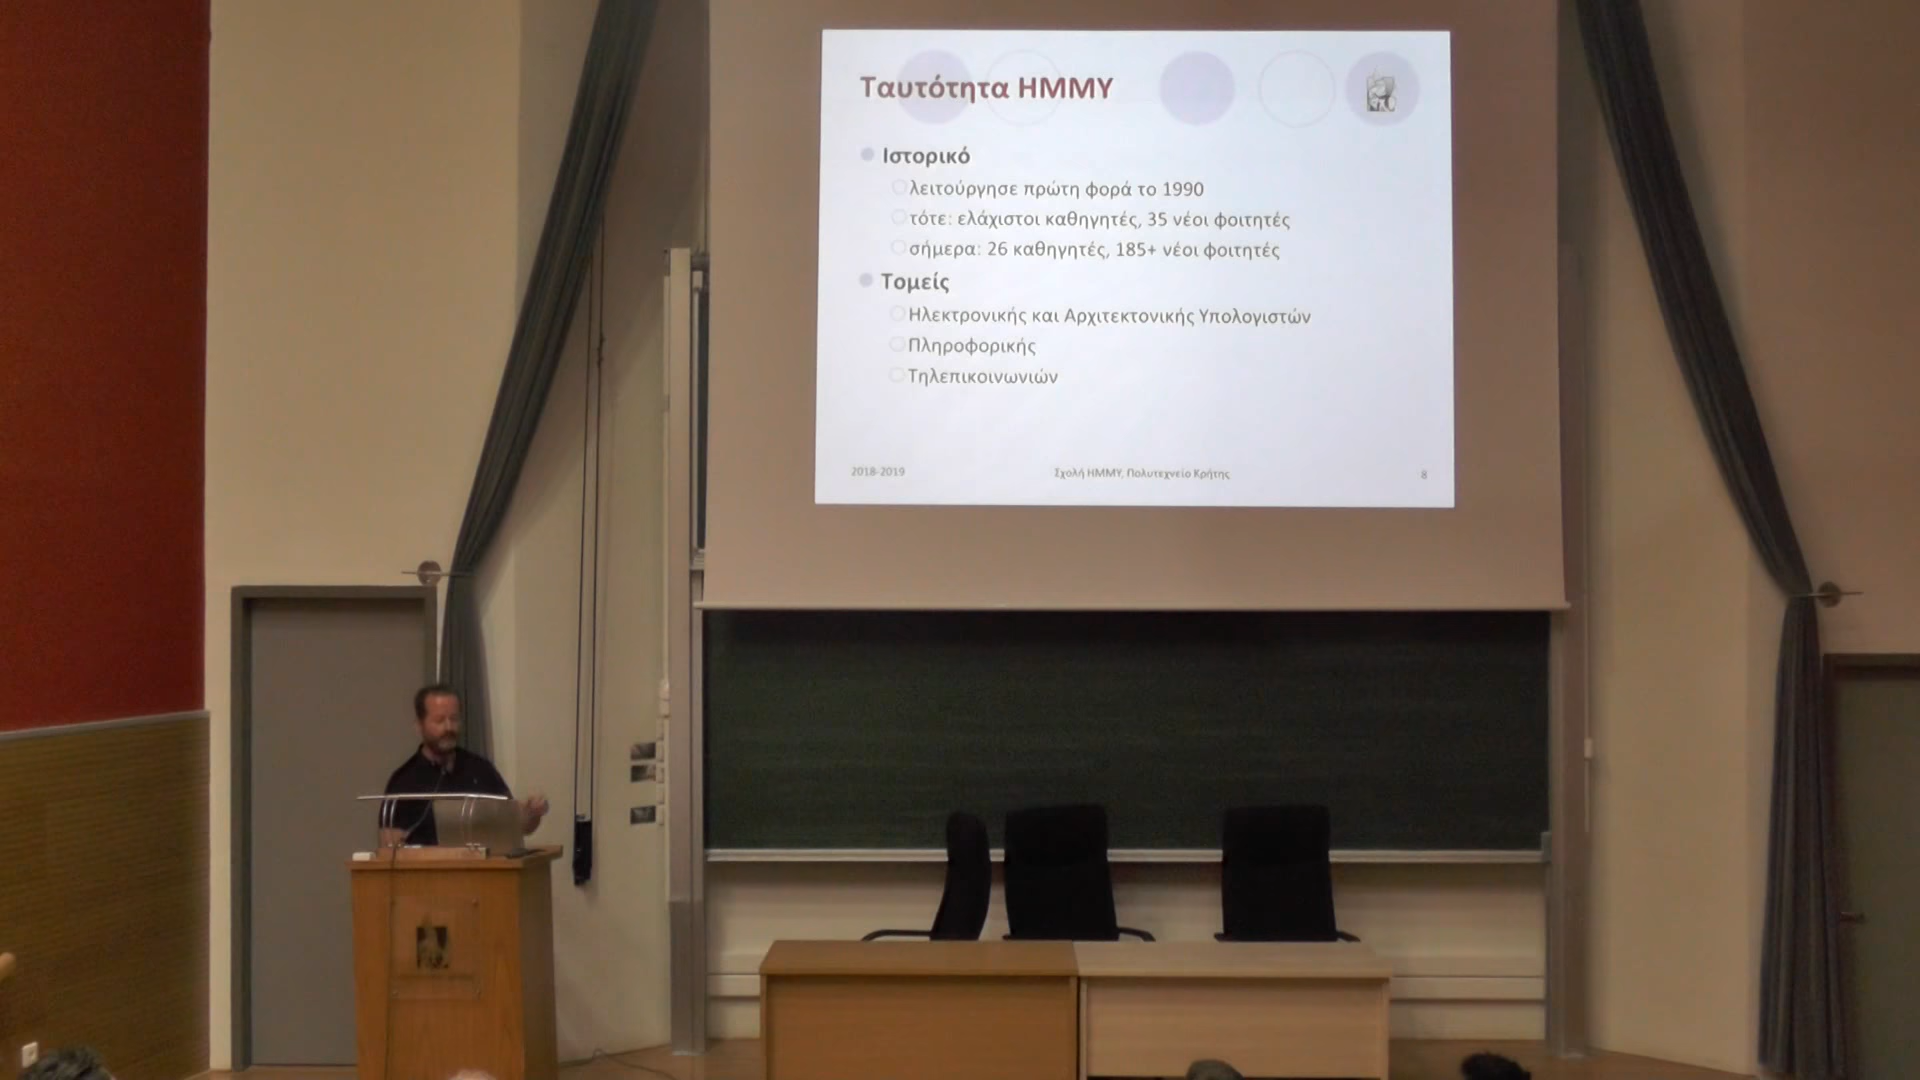 Ταυτότητα ΗΜΜΥ
Ιστορικό
λειτούργησε πρώτη φορά το 1990
τότε: ελάχιστοι καθηγητές, 35 νέοι φοιτητές
σήμερα: 26 καθηγητές, 185+ νέοι φοιτητές
Τομείς
Ηλεκτρονικής και Αρχιτεκτονικής Υπολογιστών
Πληροφορικής
Τηλεπικοινωνιών
2018-2019
Σχολή ΗΜΜΥ, Πολυτεχνείο Κρήτης
8